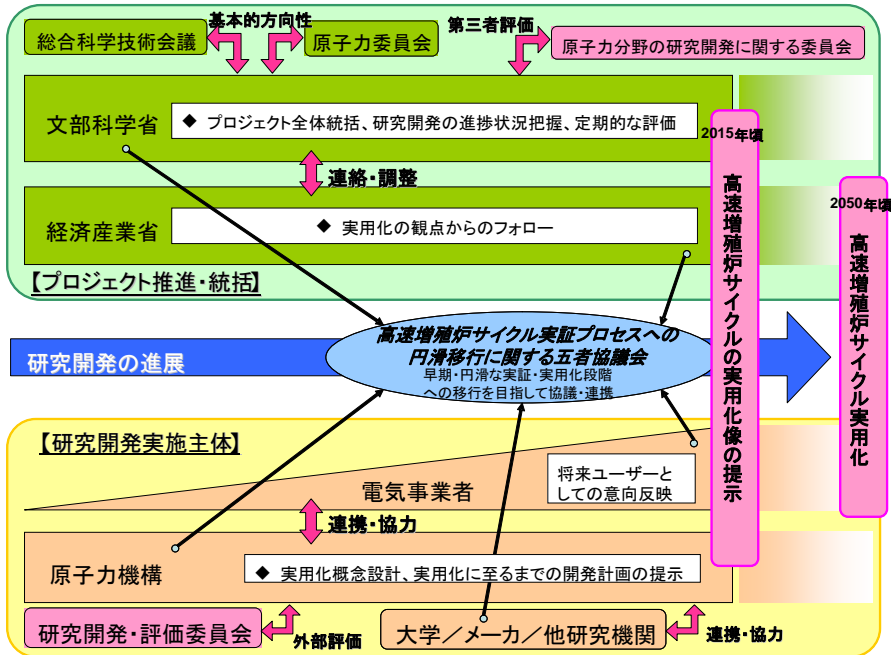 基本的方向性
総合科学技術会議
原子力委員会
第三者評価
原子力分野の研究開発に関する委員会
文部科学省
◆ プロジェクト全体統括、研究開発の進捗状況把握、定期的な評価
連絡・調整
経済産業省
◆ 実用化の観点からのフォロー
【プロジェクト推進・統括】
2015年頃
高速増殖炉サイクルの実用化像の提示
2050年頃
高速増殖炉サイクル実用化
研究開発の進展
高速増殖炉サイクル実証プロセスへの
円滑移行に関する五者協議会
早期・円滑な実証・実用化段階
への移行を目指して協議・連携
【研究開発実施主体】
電気事業者
将来ユーザーと
しての意向反映
連携・協力
原子力機構
◆ 実用化概念設計、実用化に至るまでの開発計画の提示
研究開発・評価委員会
外部評価
大学／メーカ／他研究機関
連携・協力